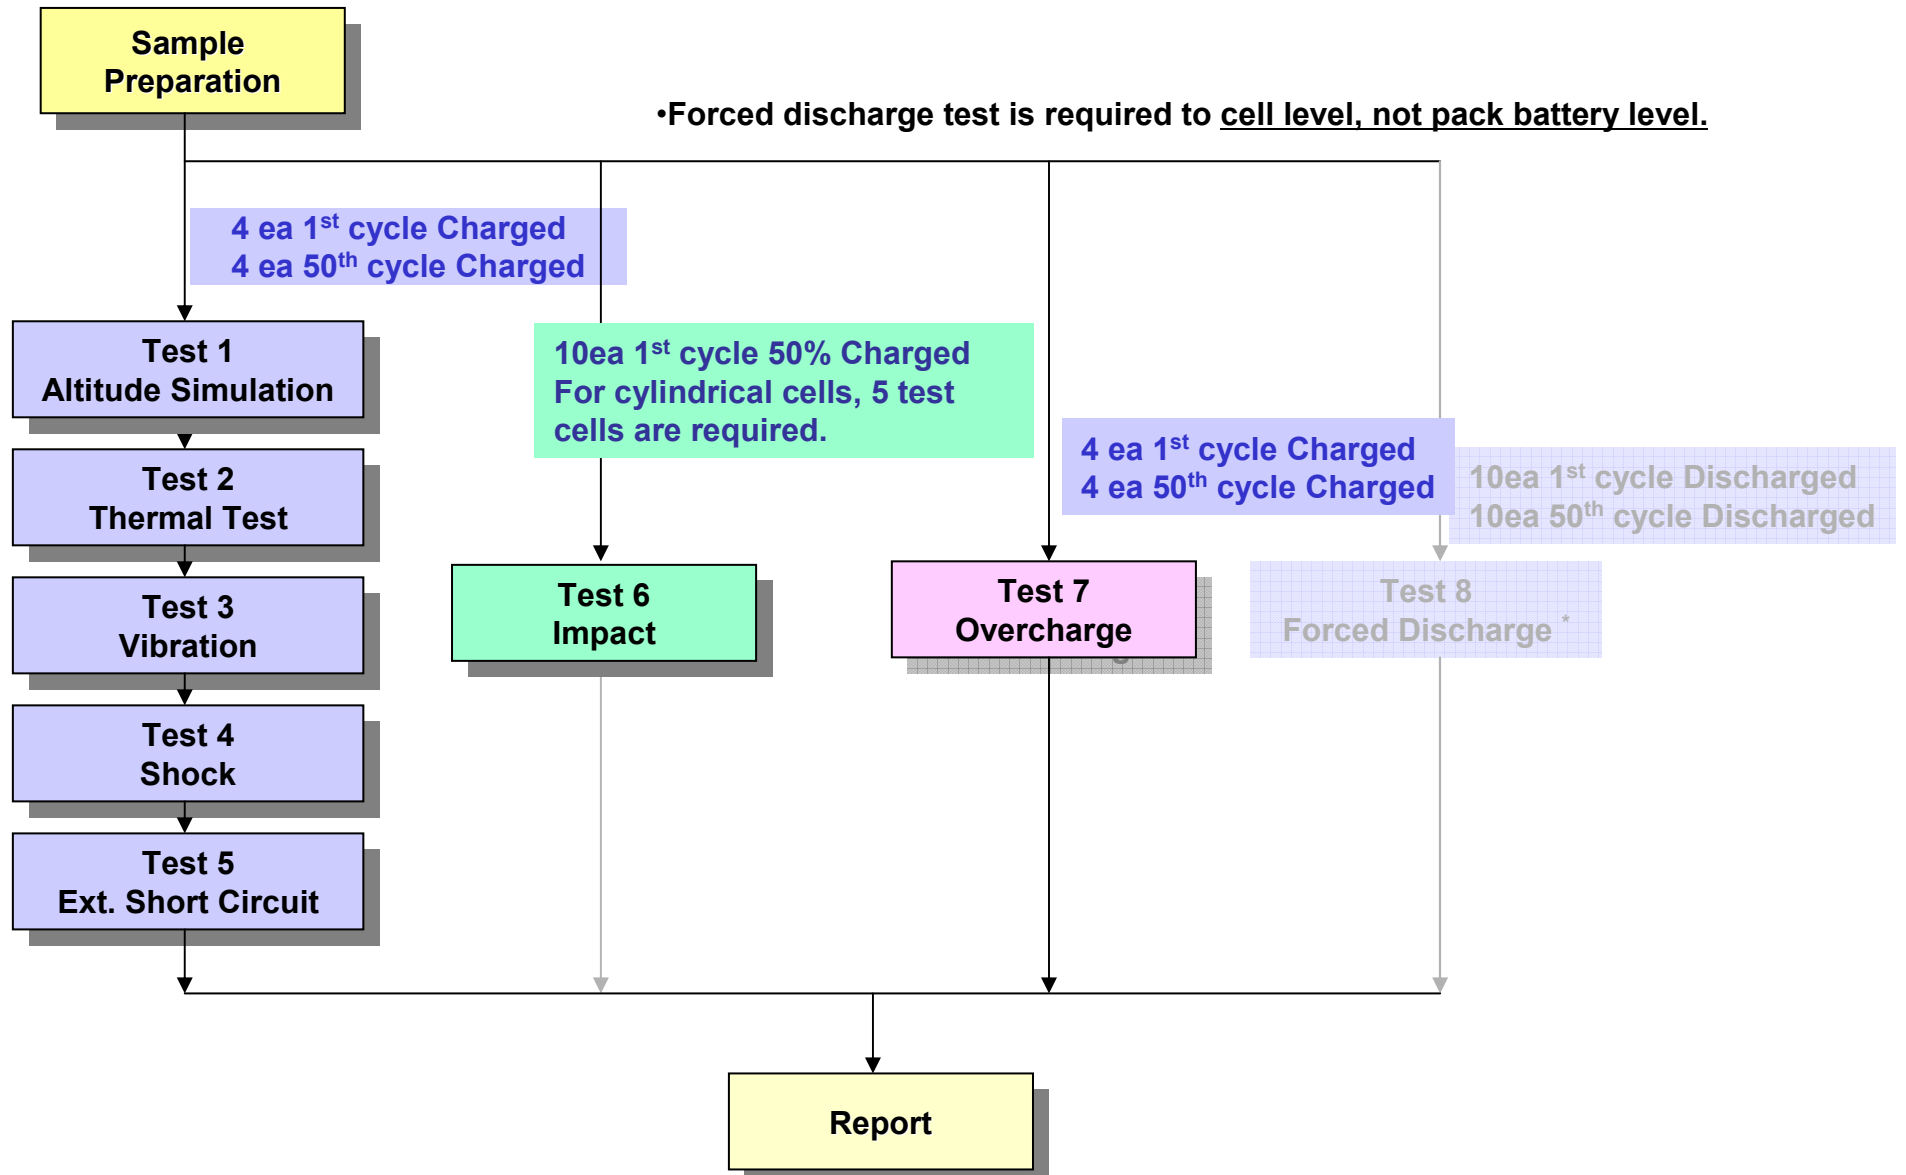 Sample
Preparation
•Forced discharge test is required to cell level, not pack battery level.
4 ea 1st cycle Charged
4 ea 50th cycle Charged
Test 1
Altitude Simulation
10ea 1st cycle 50% Charged
For cylindrical cells, 5 test
cells are required.
4 ea 1st cycle Charged
4 ea 50th cycle Charged
10ea 1st cycle Discharged
10ea 50th cycle Discharged
Test 2
Thermal Test
Test 3
Vibration
Test 6
Impact
Test 7
Overcharge
Test 8
Forced Discharge *
Test 4
Shock
Test 5
Ext. Short Circuit
Report